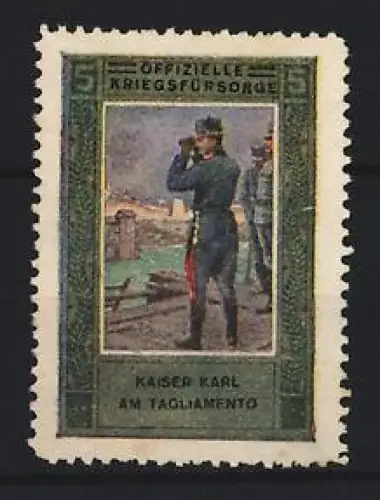 5 OFFIZIELLE 5
KRIEGSFÜRSORGE
KAISER KARL
AM TAGLIAMENTO